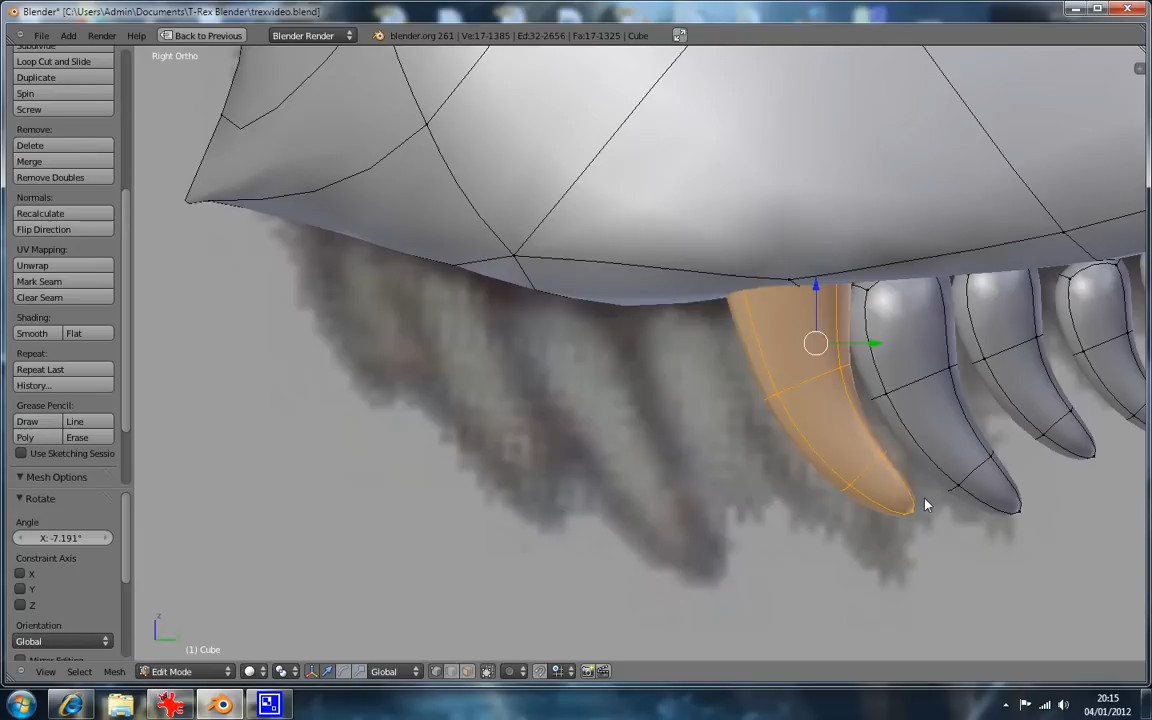 Blender* [C:\Users\Admin\Documents\T-Rex Blender\trexvideo.blend]
File Add Render Help Back to Previous Blender Render blender.org 261 | Ve:17-1385 | Ed:32-2656 | Fa:17-1325 | Cube
Right Ortho
Loop Cut and Slide
Duplicate
Spin
Screw
Remove:
Delete
Merge
Remove Doubles
Normals:
Recalculate
Flip Direction
UV Mapping:
Unwrap
Mark Seam
Clear Seam
Shading:
Smooth Flat
Repeat:
Repeat Last
History...
Grease Pencil:
Draw Line
Poly Erase
Use Sketching Sessio
Mesh Options
Rotate
Angle
X: -7.191°
Constraint Axis
X
Y
Z
Orientation
Global
z
(1) Cube
View Select Mesh Edit Mode Global
20:15
04/01/2012